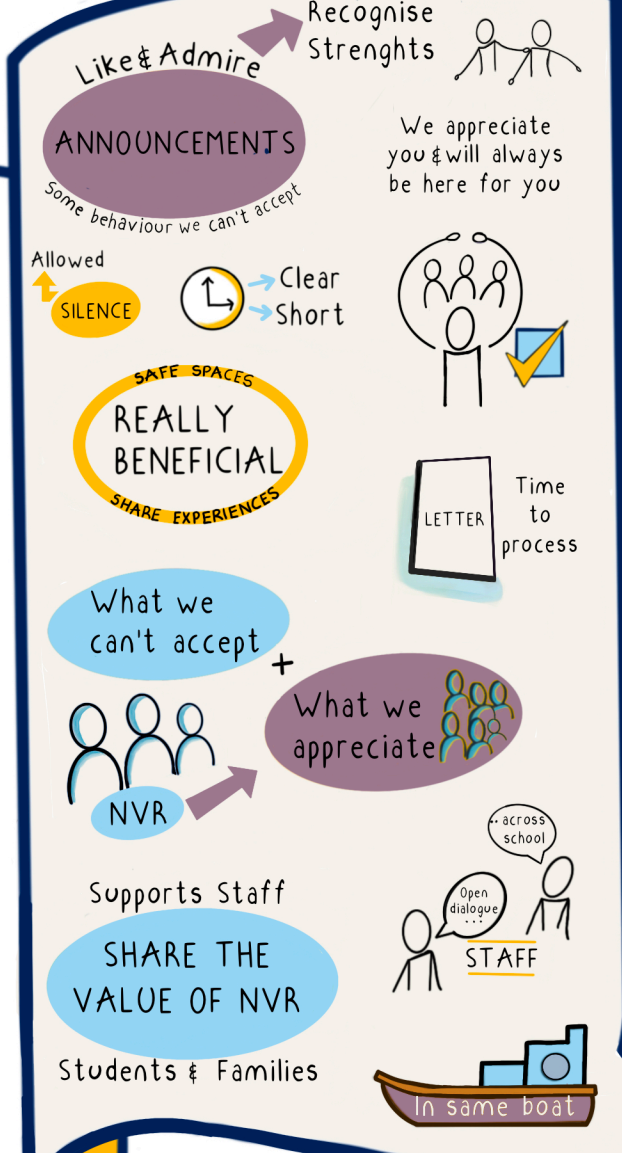 Recognise
Strenghts
Like & Admire
ANNOUNCEMENTS
Some behaviour we can't accept
We appreciate
you & will always
be here for you
Allowed
SILENCE
Clear
Short
SAFE SPACES
REALLY
BENEFICIAL
SHARE EXPERIENCES
LETTER
Time
to
process
What we
can't accept
+
What we
appreciate
NVR
.. across
school
Open
dialogue
...
STAFF
Supports Staff
SHARE THE
VALUE OF NVR
Students & Families
In same boat